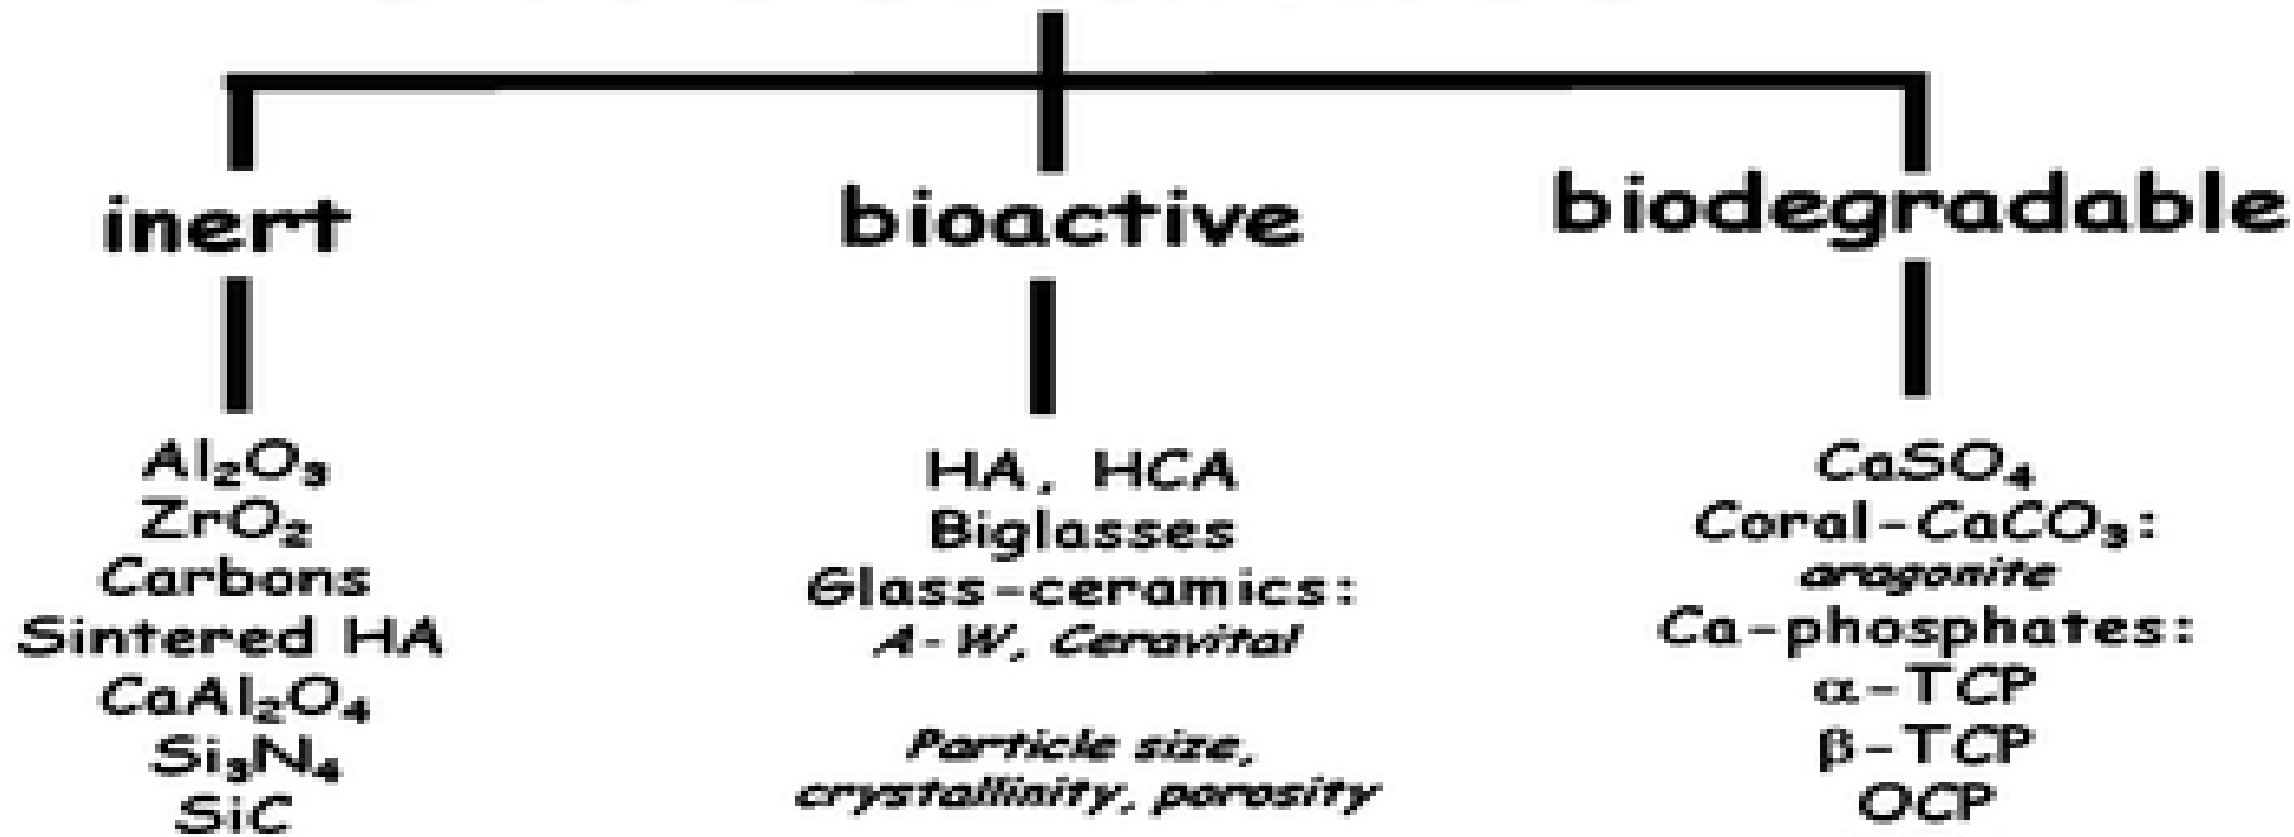 inert
Al₂O₃
ZrO₂
Carbons
Sintered HA
CaAl₂O₄
Si₃N₄
SiC
bioactive
HA, HCA
Biglasses
Glass-ceramics:
A-W, Ceravital
Particle size,
crystallinity, porosity
biodegradable
CaSO₄
Coral-CaCO₃:
aragonite
Ca-phosphates:
α-TCP
β-TCP
OCP